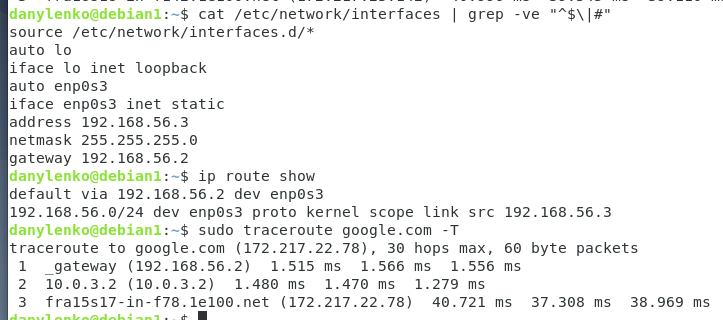 danylenko@debian1:~$ cat /etc/network/interfaces | grep -ve "^$\|#"
source /etc/network/interfaces.d/*
auto lo
iface lo inet loopback
auto enp0s3
iface enp0s3 inet static
address 192.168.56.3
netmask 255.255.255.0
gateway 192.168.56.2
danylenko@debian1:~$ ip route show
default via 192.168.56.2 dev enp0s3
192.168.56.0/24 dev enp0s3 proto kernel scope link src 192.168.56.3
danylenko@debian1:~$ sudo traceroute google.com -T
traceroute to google.com (172.217.22.78), 30 hops max, 60 byte packets
 1  _gateway (192.168.56.2)  1.515 ms  1.566 ms  1.556 ms
 2  10.0.3.2 (10.0.3.2)  1.480 ms  1.470 ms  1.279 ms
 3  fra15s17-in-f78.1e100.net (172.217.22.78)  40.721 ms  37.308 ms  38.969 ms
danylenko@debian1:~$